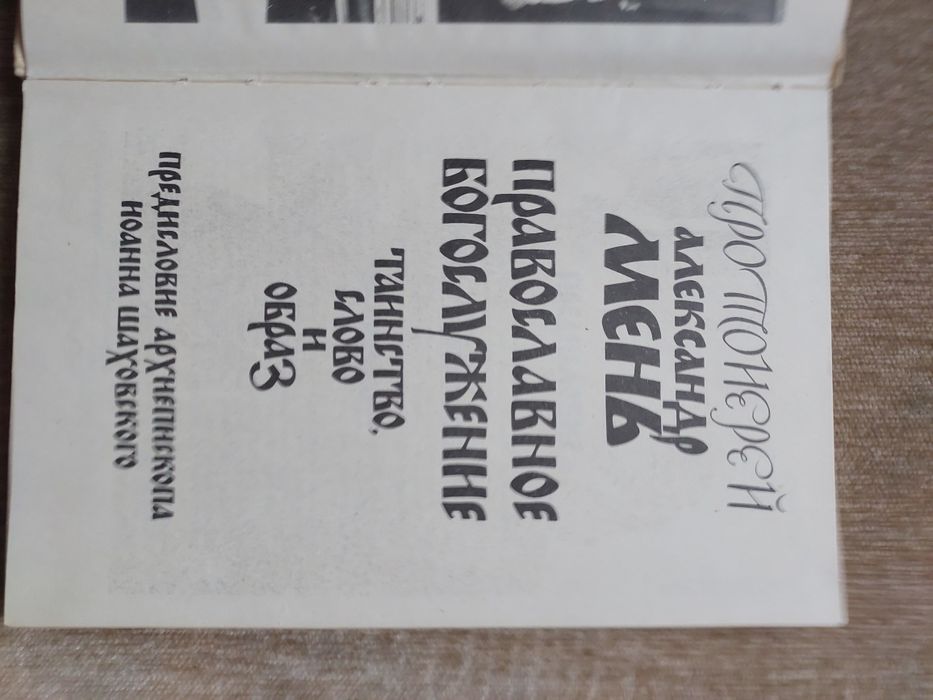 ПРОТОИЕРЕЙ
АЛЕКСАНДР
МЕНЬ
ПРАВОСЛАВНОЕ
БОГОСЛУЖЕНИЕ
ТАИНСТВО,
СЛОВО
И
ОБРАЗ
ПРЕДИСЛОВИЕ АРХИЕПИСКОПА
ИОАННА ШАХОВСКОГО